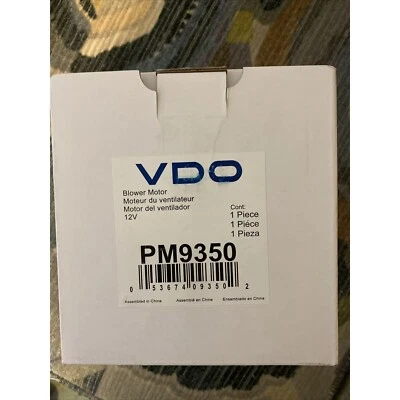 VDO
Blower Motor
Moteur du ventilateur
Motor del ventilador
12V
Cont:
1 Piece
1 Piéce
1 Pieza
PM9350
0 53674 09350 2
Assembled in China Assemblé en Chine Ensamblado en China